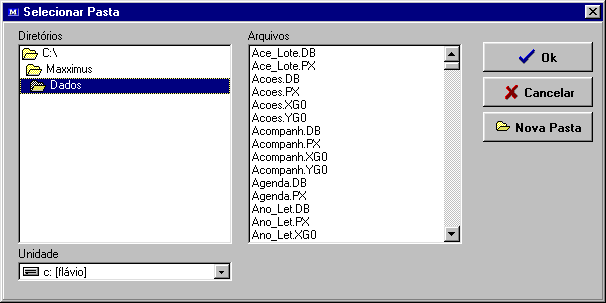 Selecionar Pasta
Diretórios
C:\
Maxximus
Dados
Arquivos
Ace_Lote.DB
Ace_Lote.PX
Acoes.DB
Acoes.PX
Acoes.XG0
Acoes.YG0
Acompanh.DB
Acompanh.PX
Acompanh.XG0
Acompanh.YG0
Agenda.DB
Agenda.PX
Ano_Let.DB
Ano_Let.PX
Ano_Let.XG0
Ok
Cancelar
Nova Pasta
Unidade
c: [flávio]